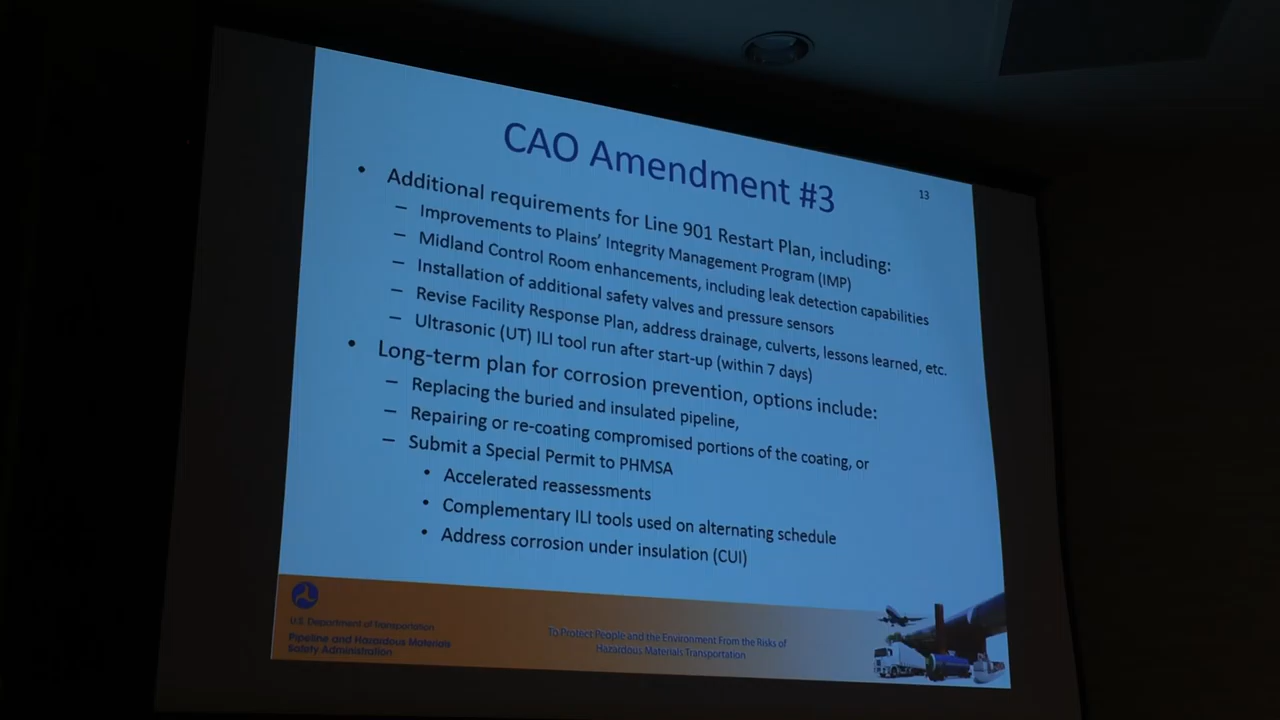 CAO Amendment #3
13
• Additional requirements for Line 901 Restart Plan, including:
– Improvements to Plains’ Integrity Management Program (IMP)
– Midland Control Room enhancements, including leak detection capabilities
– Installation of additional safety valves and pressure sensors
– Revise Facility Response Plan, address drainage, culverts, lessons learned, etc.
– Ultrasonic (UT) ILI tool run after start-up (within 7 days)
• Long-term plan for corrosion prevention, options include:
– Replacing the buried and insulated pipeline,
– Repairing or re-coating compromised portions of the coating, or
– Submit a Special Permit to PHMSA
• Accelerated reassessments
• Complementary ILI tools used on alternating schedule
• Address corrosion under insulation (CUI)
U.S. Department of Transportation
Pipeline and Hazardous Materials
Safety Administration
To Protect People and the Environment From the Risks of
Hazardous Materials Transportation